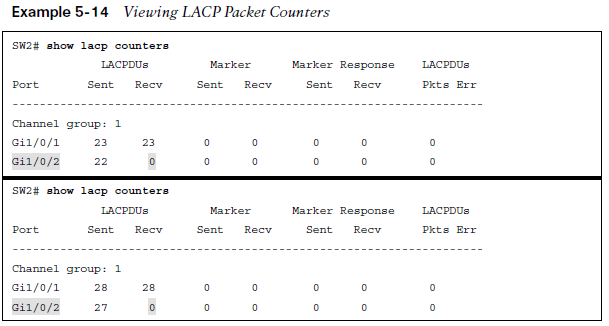 Example 5-14 Viewing LACP Packet Counters
SW2# show lacp counters
LACPDUs Marker Marker Response LACPDUs
Port Sent Recv Sent Recv Sent Recv Pkts Err
---------------------------------------------------------------------
Channel group: 1
Gi1/0/1 23 23 0 0 0 0 0
Gi1/0/2 22 0 0 0 0 0 0
SW2# show lacp counters
LACPDUs Marker Marker Response LACPDUs
Port Sent Recv Sent Recv Sent Recv Pkts Err
---------------------------------------------------------------------
Channel group: 1
Gi1/0/1 28 28 0 0 0 0 0
Gi1/0/2 27 0 0 0 0 0 0